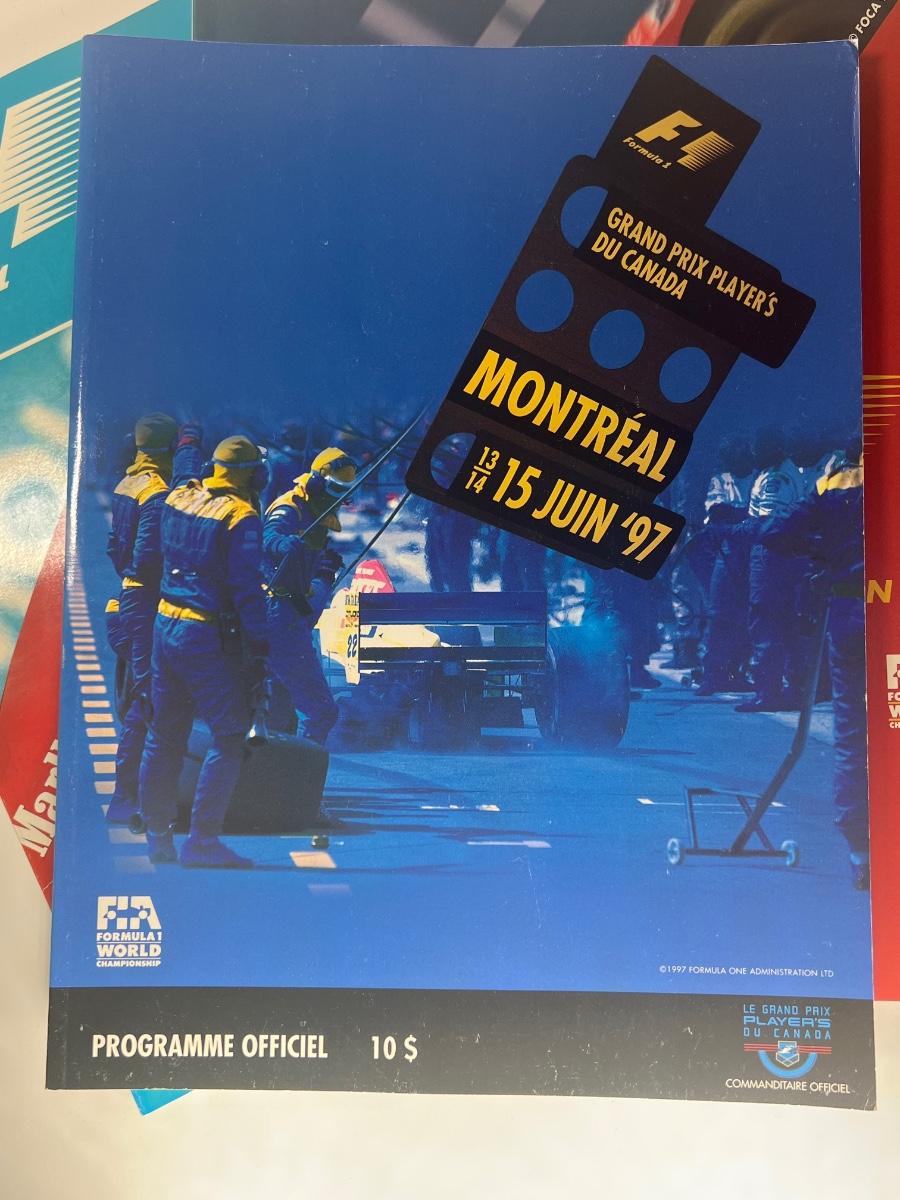 © FOCA
F1
Formula 1
GRAND PRIX PLAYER'S
DU CANADA
MONTRÉAL
13
14 15 JUIN '97
22
FIA
FORMULA 1
WORLD
CHAMPIONSHIP
©1997 FORMULA ONE ADMINISTRATION LTD
PROGRAMME OFFICIEL 10 $
LE GRAND PRIX
PLAYER'S
DU CANADA
COMMANDITAIRE OFFICIEL